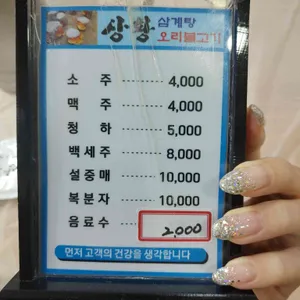 상황 삼계탕 오리불고기
소 주 ---------- 4,000
맥 주 ---------- 4,000
청 하 ---------- 5,000
백세주 ---------- 8,000
설중매 -------- 10,000
복분자 -------- 10,000
음료수 2,000
먼저 고객의 건강을 생각합니다